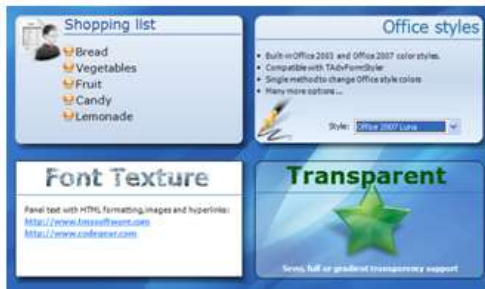 Shopping list
Bread
Vegetables
Fruit
Candy
Lemonade
Office styles
Built-in Office 2003 and Office 2007 color styles.
Compatible with TAdvFormStyler
Single method to change Office style colors
Many more options...
Style: Office 2007 Luna
Font Texture
Panel text with HTML formatting, images and hyperlinks:
http://www.tmssoftware.com
http://www.codegear.com
Transparent
Semi, full or gradient transparency support